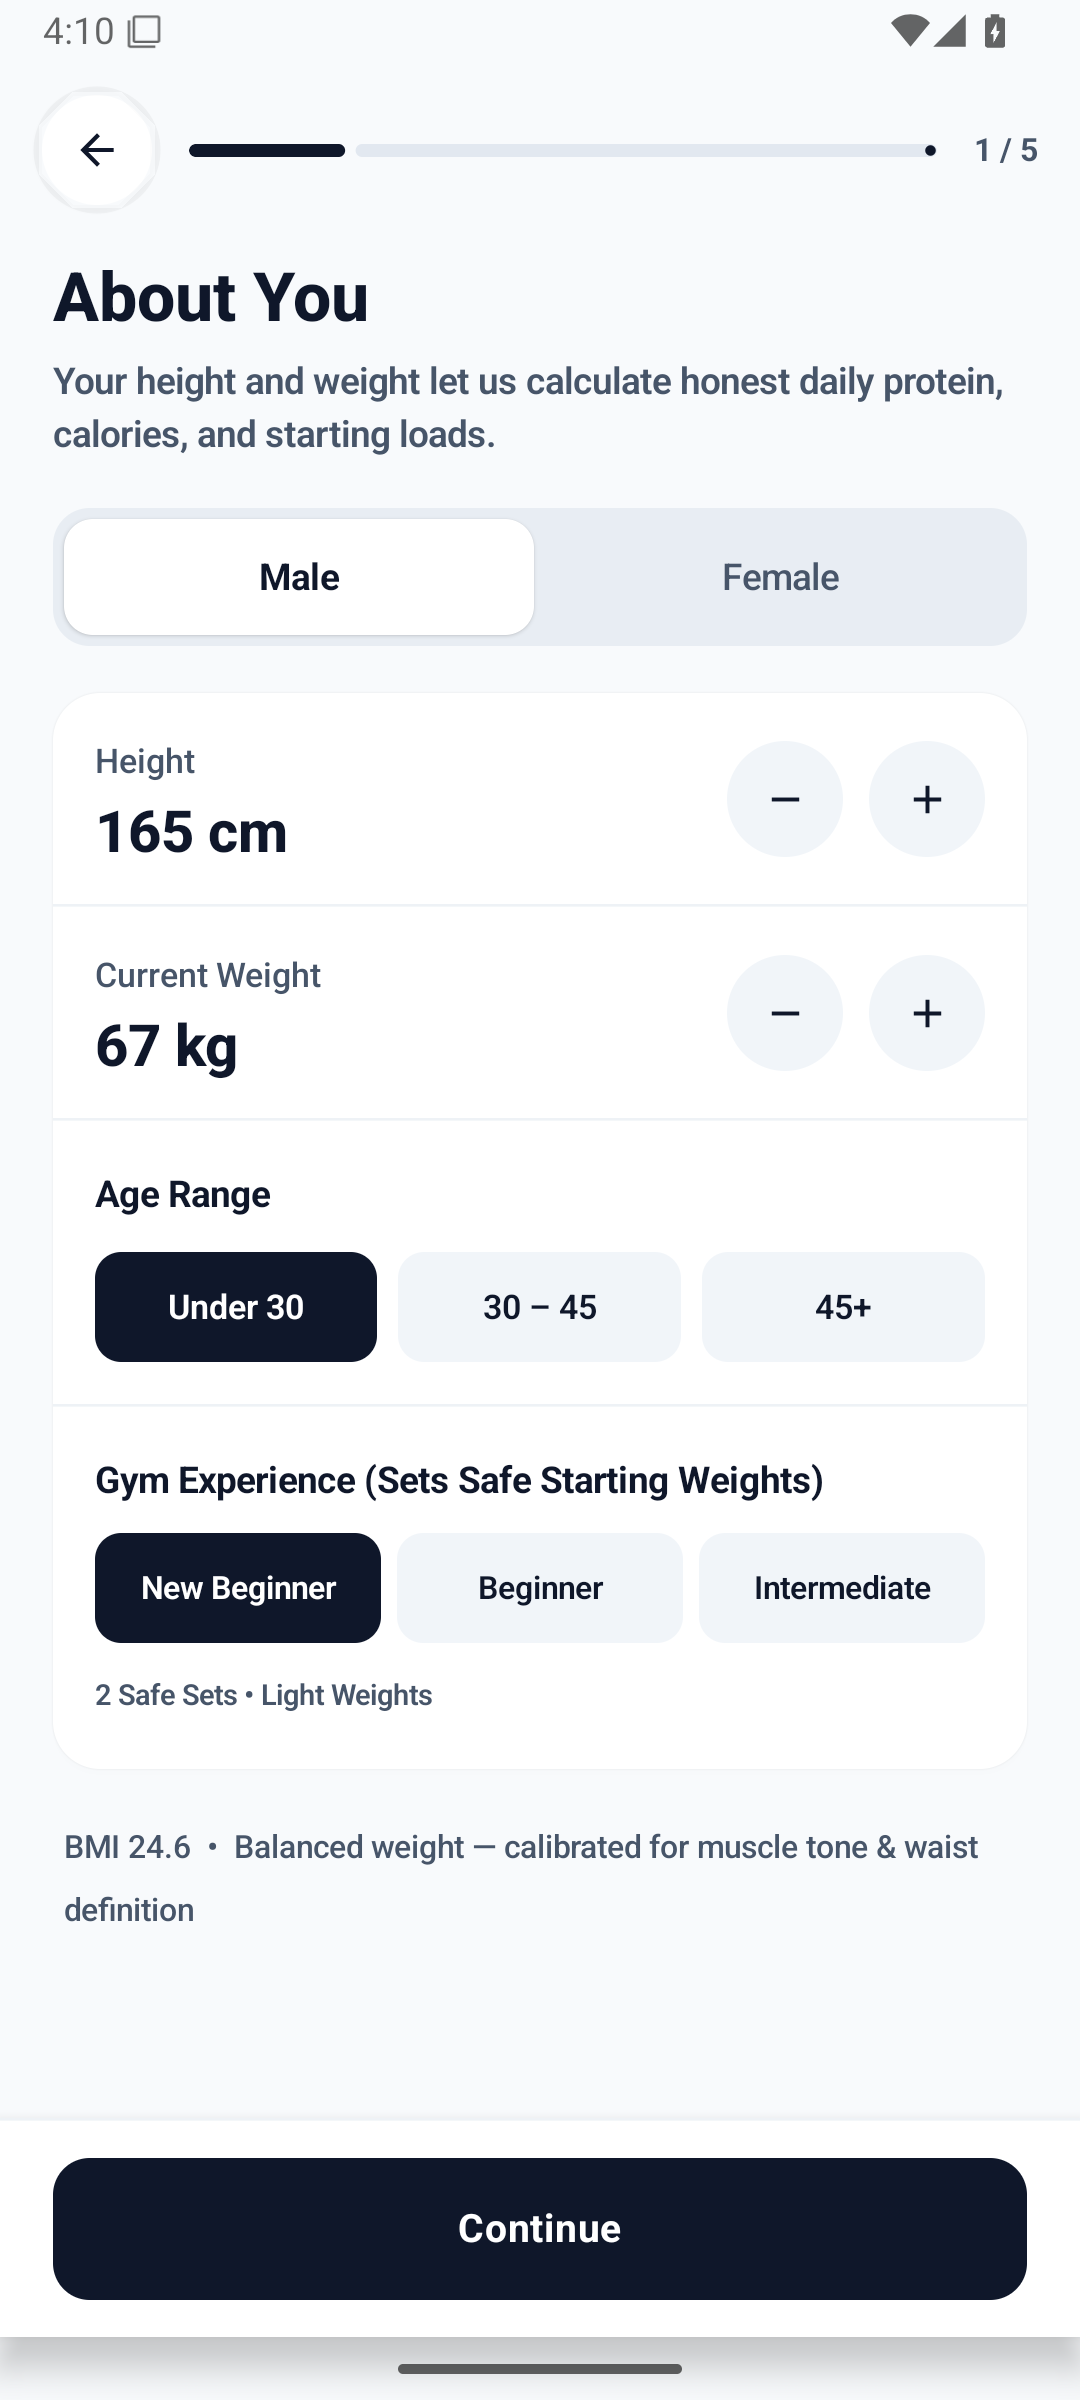 4:10
1 / 5
About You
Your height and weight let us calculate honest daily protein,
calories, and starting loads.
Male
Female
Height
165 cm
Current Weight
67 kg
Age Range
Under 30
30 – 45
45+
Gym Experience (Sets Safe Starting Weights)
New Beginner
Beginner
Intermediate
2 Safe Sets • Light Weights
BMI 24.6 • Balanced weight — calibrated for muscle tone & waist
definition
Continue